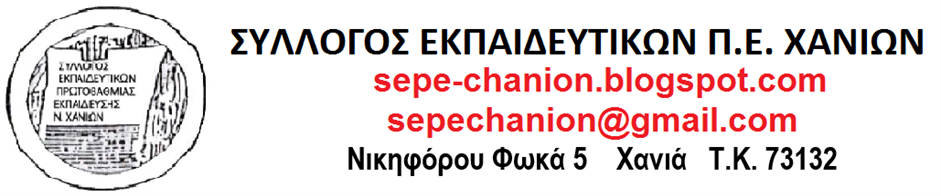 ΣΥΛΛΟΓΟΣ
ΕΚΠΑΙΔΕΥΤΙΚΩΝ
ΠΡΩΤΟΒΑΘΜΙΑΣ
ΕΚΠΑΙΔΕΥΣΗΣ
Ν. ΧΑΝΙΩΝ
ΣΥΛΛΟΓΟΣ ΕΚΠΑΙΔΕΥΤΙΚΩΝ Π.Ε. ΧΑΝΙΩΝ
sepe-chanion.blogspot.com
sepechanion@gmail.com
Νικηφόρου Φωκά 5 Χανιά Τ.Κ. 73132